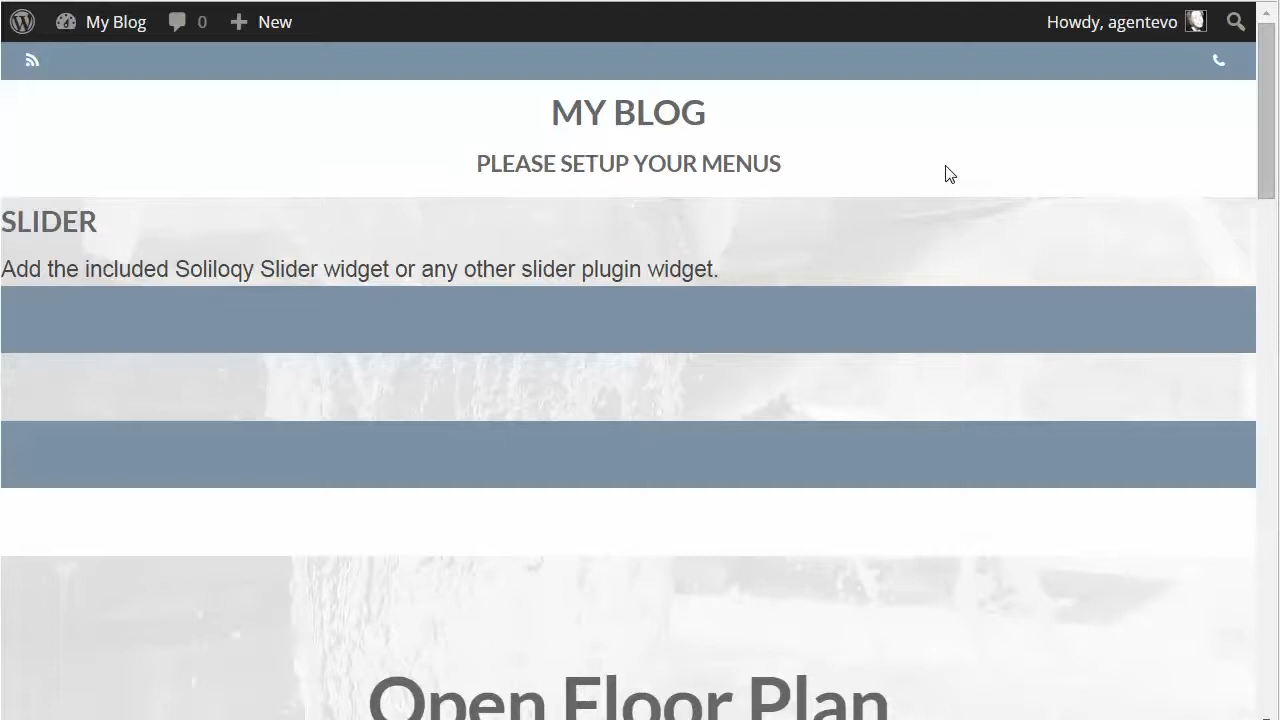 My Blog 0 New Howdy, agentevo
MY BLOG
PLEASE SETUP YOUR MENUS
SLIDER
Add the included Soliloqy Slider widget or any other slider plugin widget.
Open Floor Plan